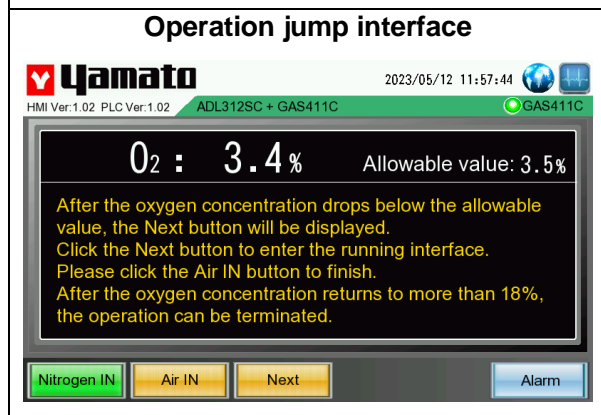 Operation jump interface
Yamato
2023/05/12 11:57:44
HMI Ver:1.02 PLC Ver:1.02 ADL312SC + GAS411C GAS411C
O2 : 3.4 % Allowable value: 3.5%
After the oxygen concentration drops below the allowable
value, the Next button will be displayed.
Click the Next button to enter the running interface.
Please click the Air IN button to finish.
After the oxygen concentration returns to more than 18%,
the operation can be terminated.
Nitrogen IN Air IN Next Alarm